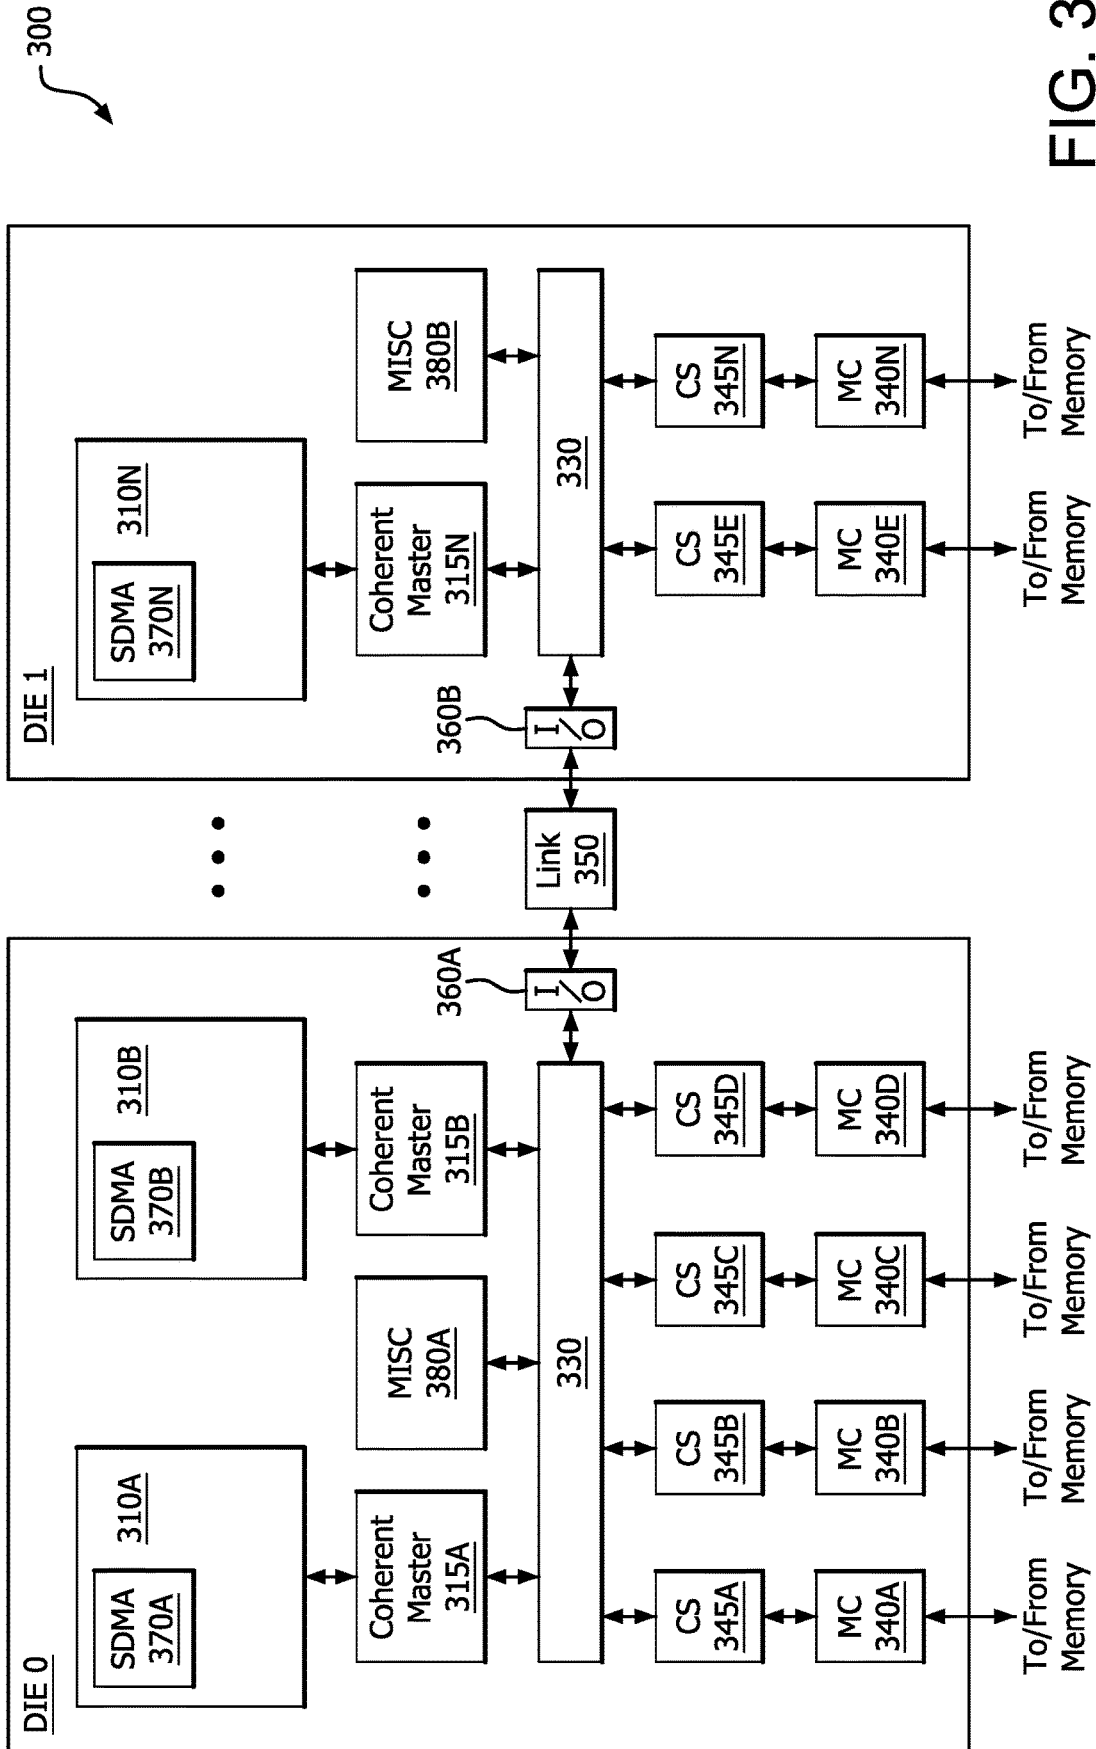 300
DIE 0
SDMA
370A
310A
SDMA
370B
310B
Coherent
Master
315A
MISC
380A
Coherent
Master
315B
330
360A
I/O
CS
345A
CS
345B
CS
345C
CS
345D
MC
340A
MC
340B
MC
340C
MC
340D
To/From
Memory
To/From
Memory
To/From
Memory
To/From
Memory
Link
350
DIE 1
SDMA
370N
310N
Coherent
Master
315N
MISC
380B
360B
I/O
330
CS
345E
CS
345N
MC
340E
MC
340N
To/From
Memory
To/From
Memory
FIG. 3